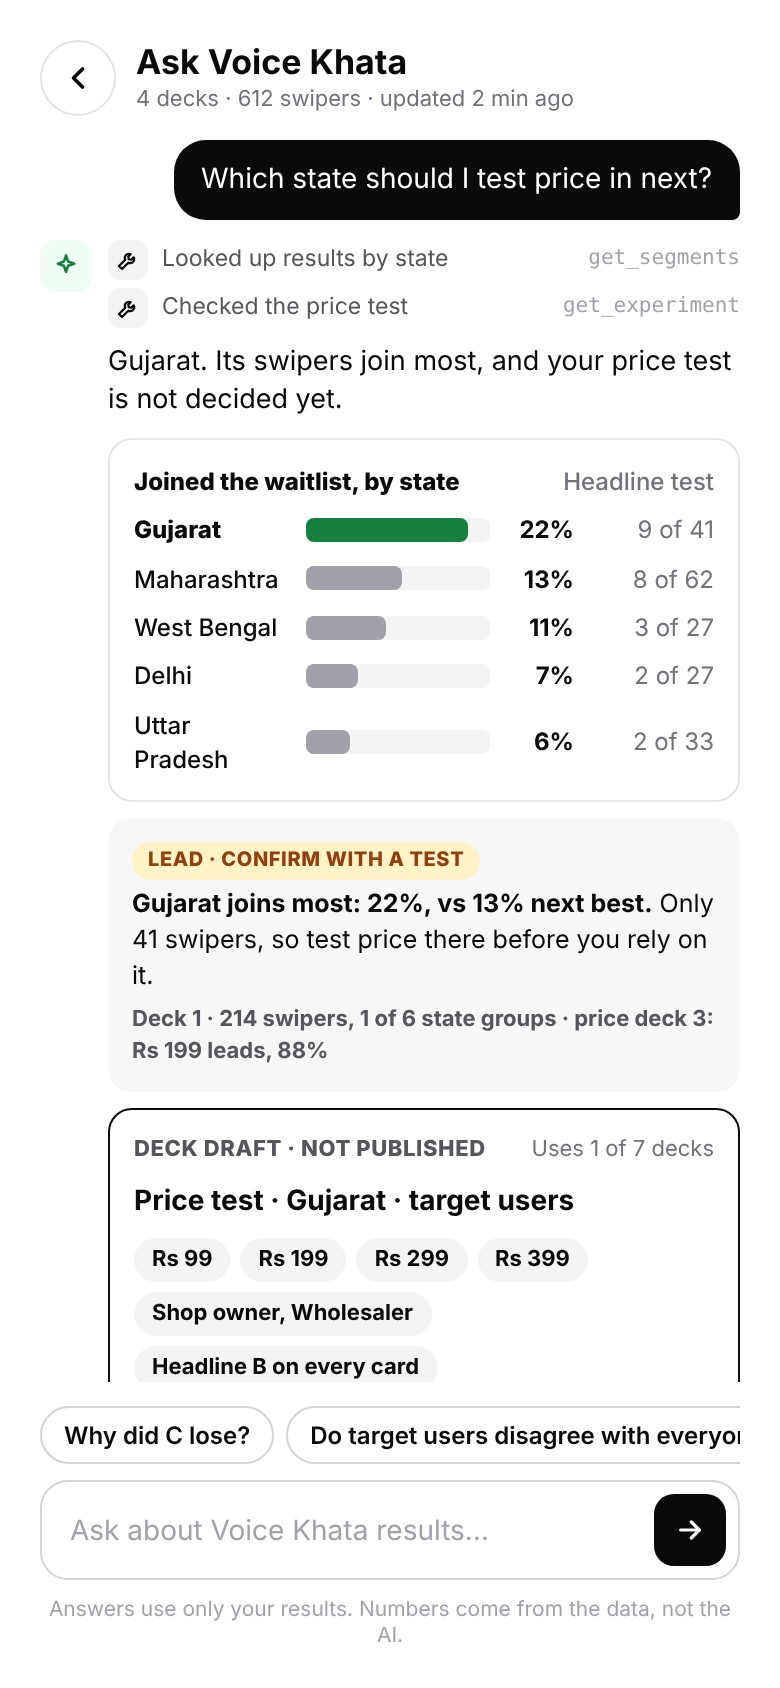 Ask Voice Khata
4 decks · 612 swipers · updated 2 min ago
Which state should I test price in next?
Looked up results by state get_segments
Checked the price test get_experiment
Gujarat. Its swipers join most, and your price test
is not decided yet.
Joined the waitlist, by state Headline test
Gujarat 22% 9 of 41
Maharashtra 13% 8 of 62
West Bengal 11% 3 of 27
Delhi 7% 2 of 27
Uttar
Pradesh 6% 2 of 33
LEAD · CONFIRM WITH A TEST
Gujarat joins most: 22%, vs 13% next best. Only
41 swipers, so test price there before you rely on
it.
Deck 1 · 214 swipers, 1 of 6 state groups · price deck 3:
Rs 199 leads, 88%
DECK DRAFT · NOT PUBLISHED Uses 1 of 7 decks
Price test · Gujarat · target users
Rs 99 Rs 199 Rs 299 Rs 399
Shop owner, Wholesaler
Headline B on every card
Why did C lose? Do target users disagree with everyo
Ask about Voice Khata results...
Answers use only your results. Numbers come from the data, not the
AI.